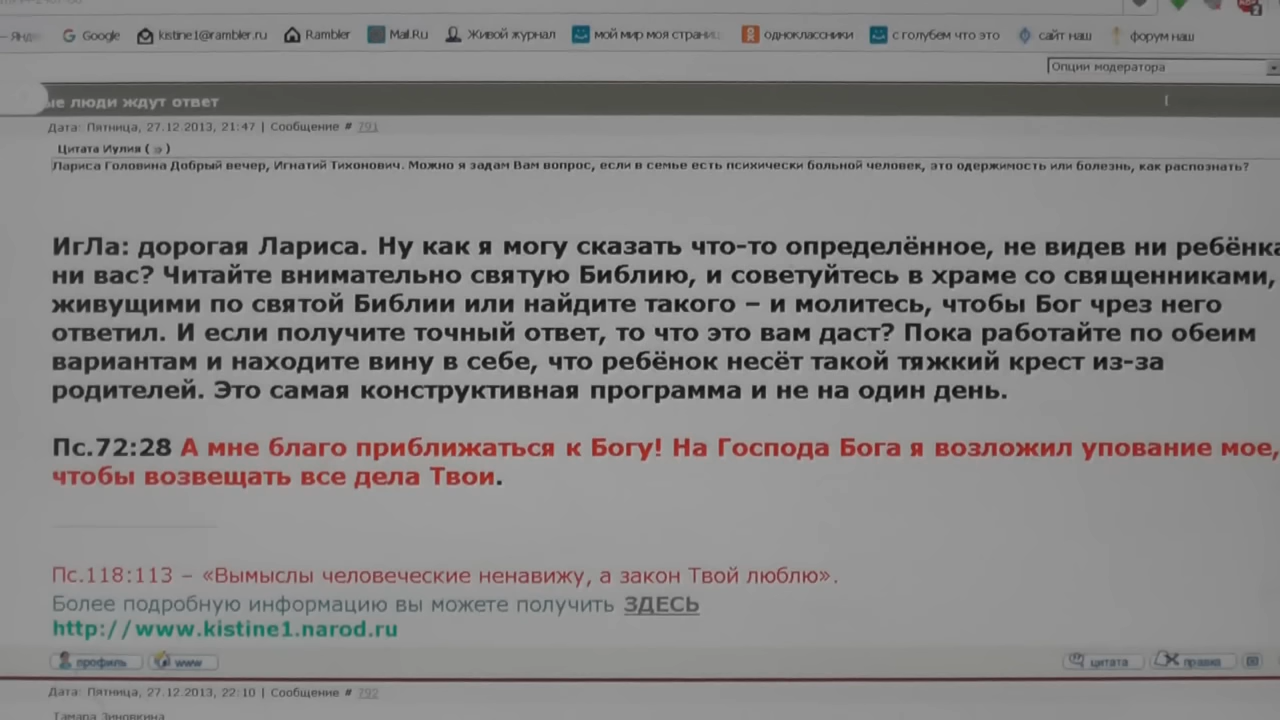 Google kistine1@rambler.ru Rambler Mail.Ru Живой журнал мой мир моя страниц одноклассники с голубем что это сайт наш форум наш
Опции модератора
ые люди ждут ответ
Дата: Пятница, 27.12.2013, 21:47 | Сообщение # 791
Цитата Иулия ( )
Лариса Головина Добрый вечер, Игнатий Тихонович. Можно я задам Вам вопрос, если в семье есть психически больной человек, это одержимость или болезнь, как распознать?
ИгЛа: дорогая Лариса. Ну как я могу сказать что-то определённое, не видев ни ребёнка
ни вас? Читайте внимательно святую Библию, и советуйтесь в храме со священниками,
живущими по святой Библии или найдите такого – и молитесь, чтобы Бог чрез него
ответил. И если получите точный ответ, то что это вам даст? Пока работайте по обеим
вариантам и находите вину в себе, что ребёнок несёт такой тяжкий крест из-за
родителей. Это самая конструктивная программа и не на один день.
Пс.72:28 А мне благо приближаться к Богу! На Господа Бога я возложил упование мое,
чтобы возвещать все дела Твои.
Пс.118:113 – «Вымыслы человеческие ненавижу, а закон Твой люблю».
Более подробную информацию вы можете получить ЗДЕСЬ
http://www.kistine1.narod.ru
профиль www цитата правка
Дата: Пятница, 27.12.2013, 22:10 | Сообщение # 792
Тамара Зиновкина